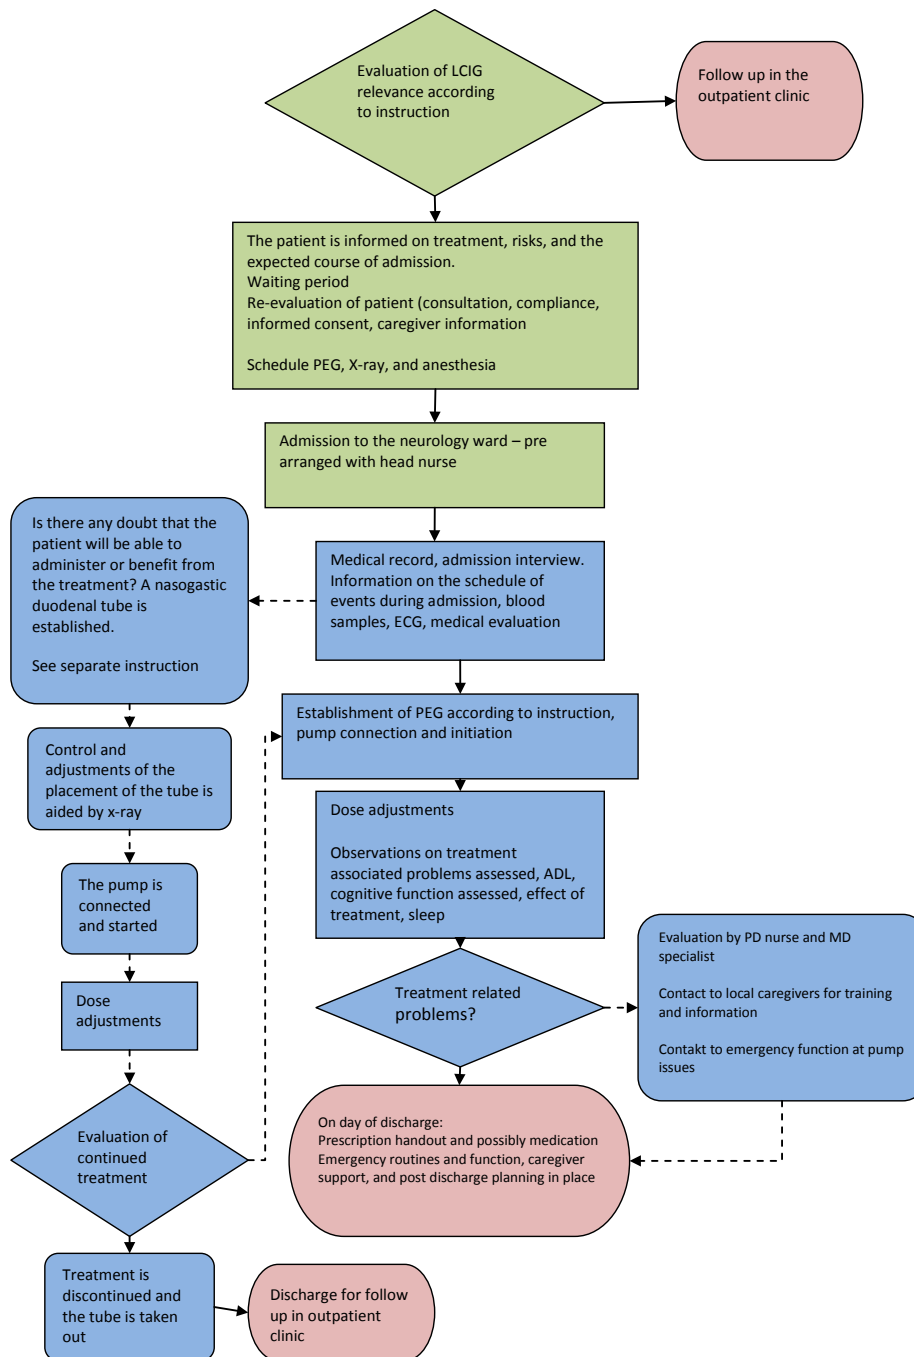 Evaluation of LCIG
relevance according
to instruction
Follow up in the
outpatient clinic
The patient is informed on treatment, risks, and the
expected course of admission.
Waiting period
Re-evaluation of patient (consultation, compliance,
informed consent, caregiver information
Schedule PEG, X-ray, and anesthesia
Admission to the neurology ward – pre
arranged with head nurse
Is there any doubt that the
patient will be able to
administer or benefit from
the treatment? A
nasogastic
duodenal tube is
established.
See separate instruction
Medical record, admission interview.
Information on the schedule of
events during admission, blood
samples, ECG, medical evaluation
Establishment of PEG according to instruction,
pump connection and initiation
Control and
adjustments of the
placement of the tube is
aided by x-ray
Dose adjustments
Observations on treatment
associated problems assessed, ADL,
cognitive function assessed, effect of
treatment, sleep
The pump is
connected
and started
Evaluation by PD nurse and MD
specialist
Contact to local caregivers for training
and information
Contakt to emergency function at pump
issues
Treatment related
problems?
Dose
adjustments
On day of discharge:
Prescription handout and possibly medication
Emergency routines and function, caregiver
support, and post discharge planning in place
Evaluation of
continued
treatment
Treatment is
discontinued and
the tube is taken
out
Discharge for follow
up in outpatient
clinic